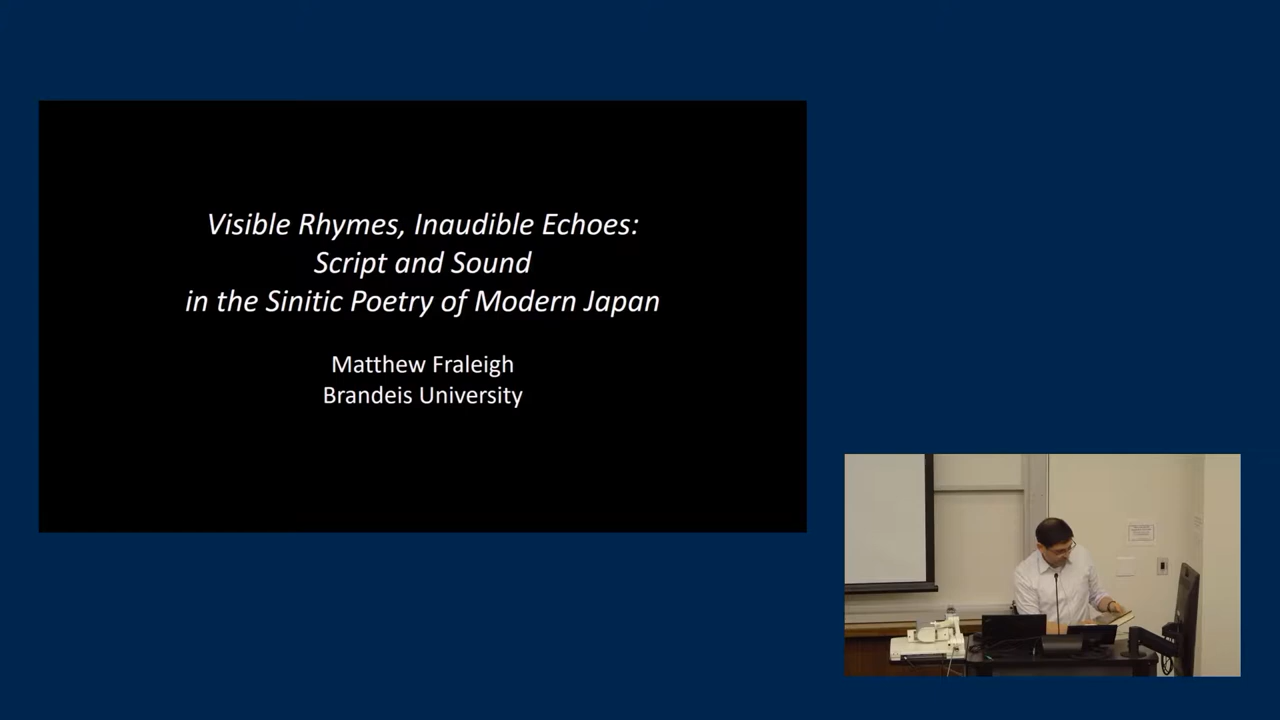 Visible Rhymes, Inaudible Echoes:
Script and Sound
in the Sinitic Poetry of Modern Japan
Matthew Fraleigh
Brandeis University